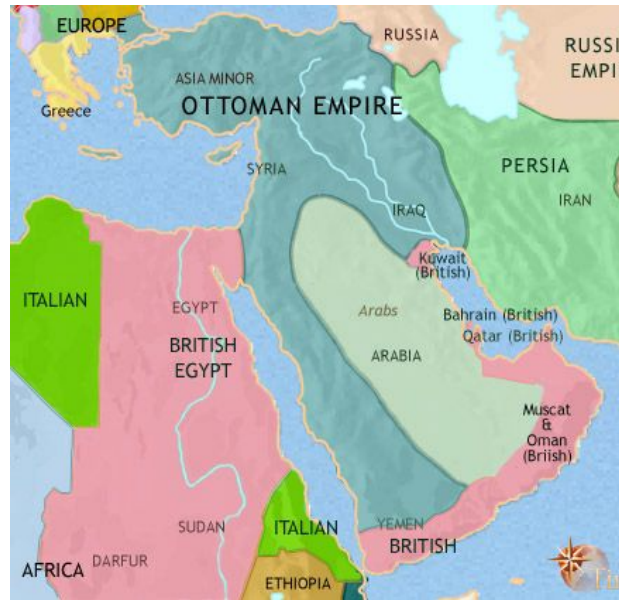 EUROPE
RUSSIA
RUSSI
EMPI
ASIA MINOR
OTTOMAN EMPIRE
Greece
PERSIA
SYRIA
IRAN
IRAQ
Kuwait
(British)
ITALIAN
EGYPT
Arabs
Bahrain (British)
Qatar (British)
BRITISH
EGYPT
ARABIA
Muscat
&
Oman
(Briish)
SUDAN
ITALIAN
YEMEN
BRITISH
AFRICA
DARFUR
ETHIOPIA